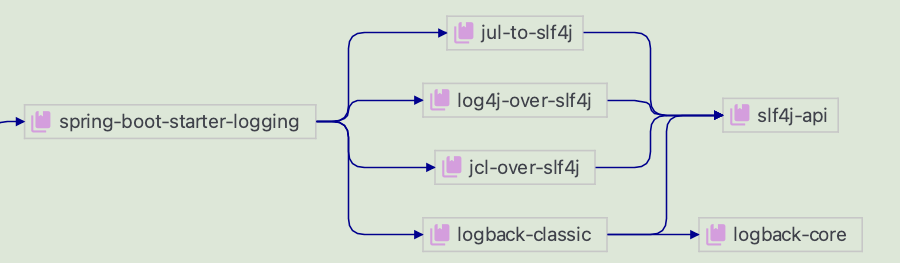 jul-to-slf4j
log4j-over-slf4j
spring-boot-starter-logging
slf4j-api
jcl-over-slf4j
logback-classic
logback-core